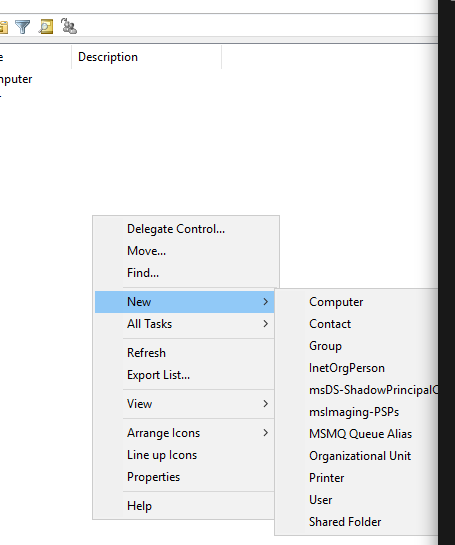 e Description
mputer
Delegate Control...
Move...
Find...
New
All Tasks
Refresh
Export List...
View
Arrange Icons
Line up Icons
Properties
Help
Computer
Contact
Group
InetOrgPerson
msDS-ShadowPrincipalC
msImaging-PSPs
MSMQ Queue Alias
Organizational Unit
Printer
User
Shared Folder